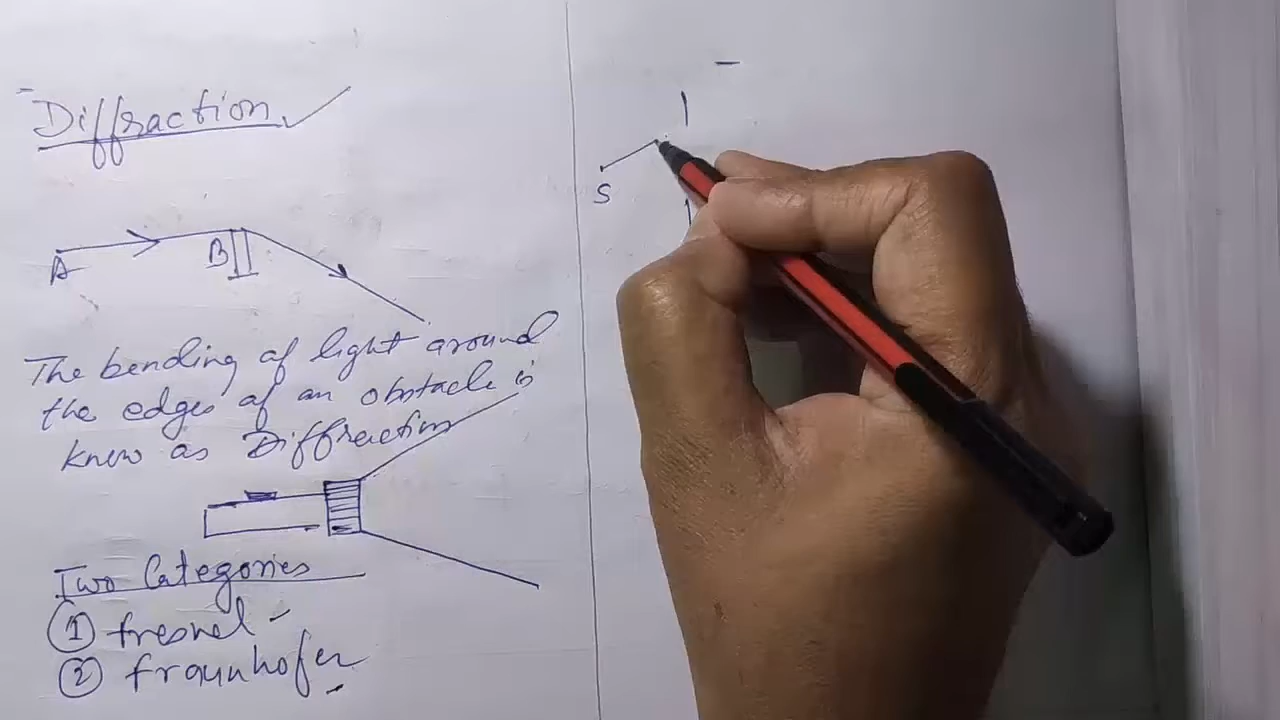 Diffraction
A
B
The bending of light around
the edges of an obstacle is
know as Diffraction
Two Categories
① fresnel
② fraunhofer
S